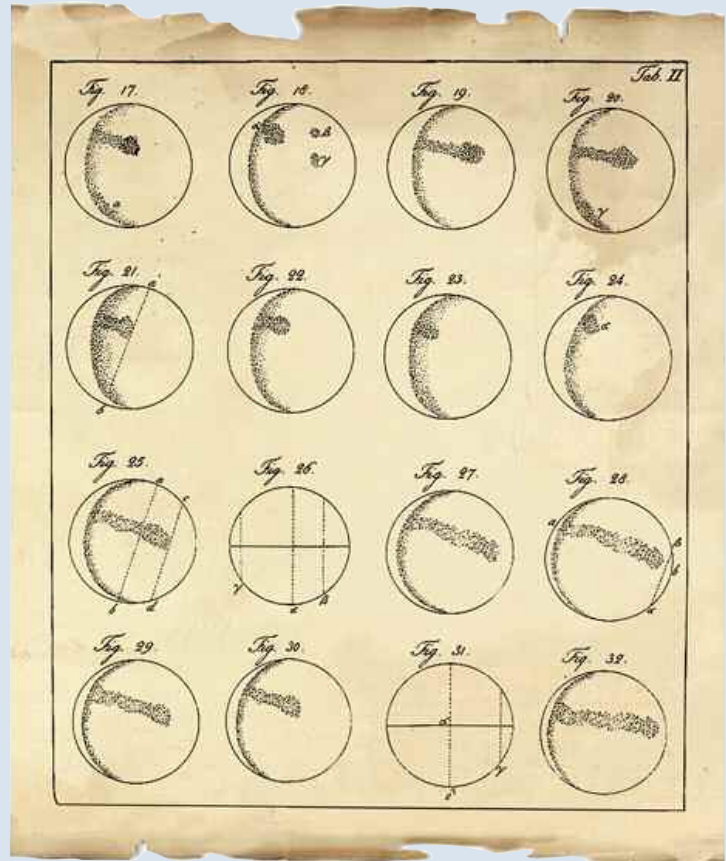 Tab. II
Fig. 17. Fig. 18. Fig. 19. Fig. 20.
a α β γ γ
Fig. 21. Fig. 22. Fig. 23. Fig. 24.
a b α
Fig. 25. Fig. 26. Fig. 27. Fig. 28.
c b d γ β a β b α
Fig. 29. Fig. 30. Fig. 31. Fig. 32.
γ